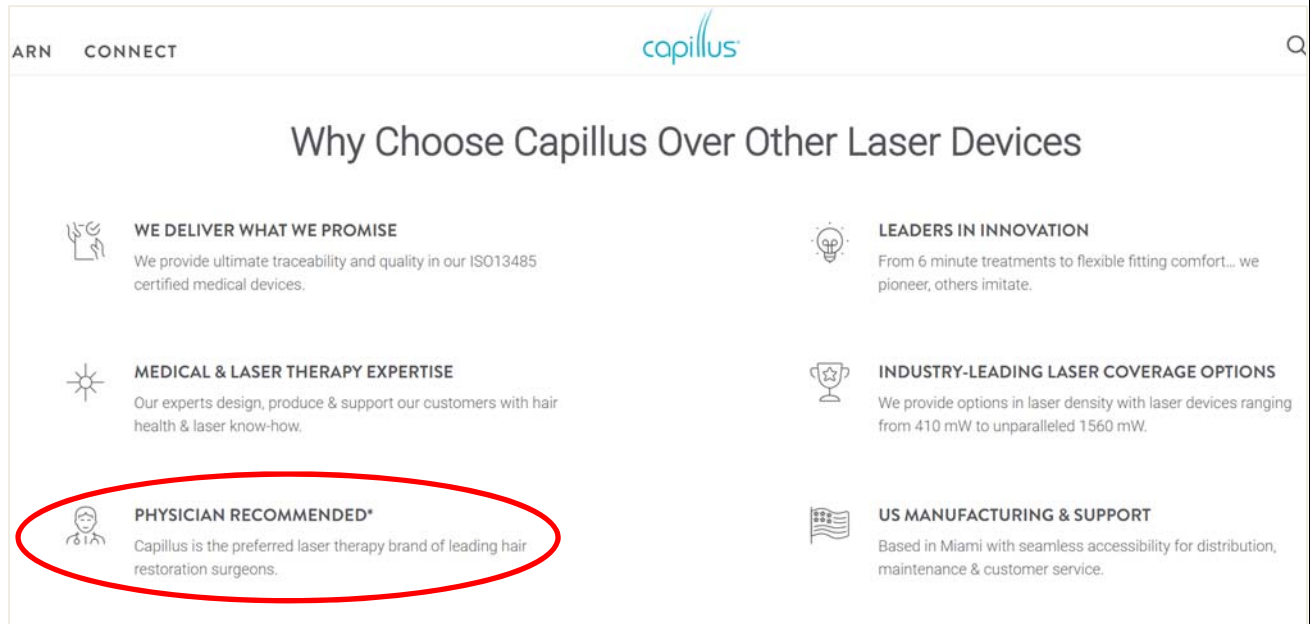 ARN CONNECT
capillus
Why Choose Capillus Over Other Laser Devices
WE DELIVER WHAT WE PROMISE
We provide ultimate traceability and quality in our ISO13485
certified medical devices.
LEADERS IN INNOVATION
From 6 minute treatments to flexible fitting comfort... we
pioneer, others imitate.
MEDICAL & LASER THERAPY EXPERTISE
Our experts design, produce & support our customers with hair
health & laser know-how.
INDUSTRY-LEADING LASER COVERAGE OPTIONS
We provide options in laser density with laser devices ranging
from 410 mW to unparalleled 1560 mW.
PHYSICIAN RECOMMENDED*
Capillus is the preferred laser therapy brand of leading hair
restoration surgeons.
US MANUFACTURING & SUPPORT
Based in Miami with seamless accessibility for distribution,
maintenance & customer service.